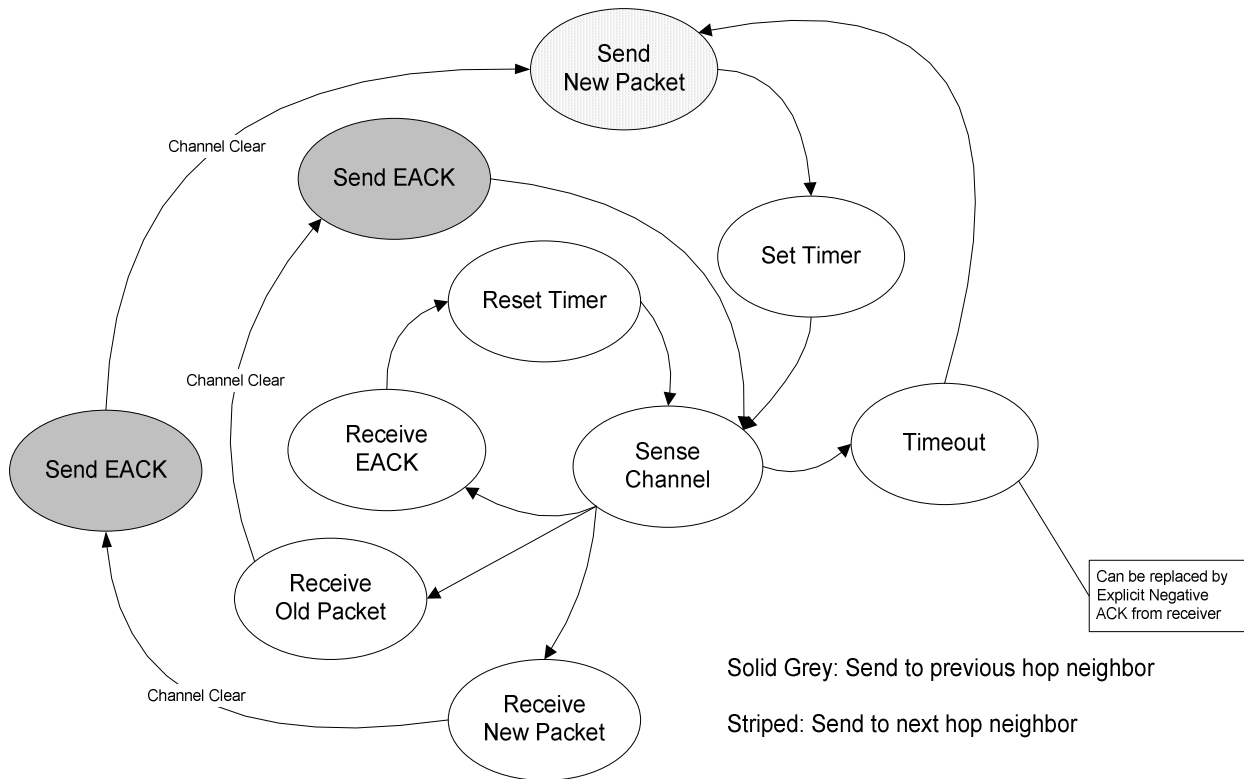 Send
New Packet
Channel Clear
Send EACK
Set Timer
Reset Timer
Channel Clear
Receive
EACK
Sense
Channel
Timeout
Send EACK
Receive
Old Packet
Can be replaced by
Explicit Negative
ACK from receiver
Solid Grey: Send to previous hop neighbor
Channel Clear
Receive
New Packet
Striped: Send to next hop neighbor